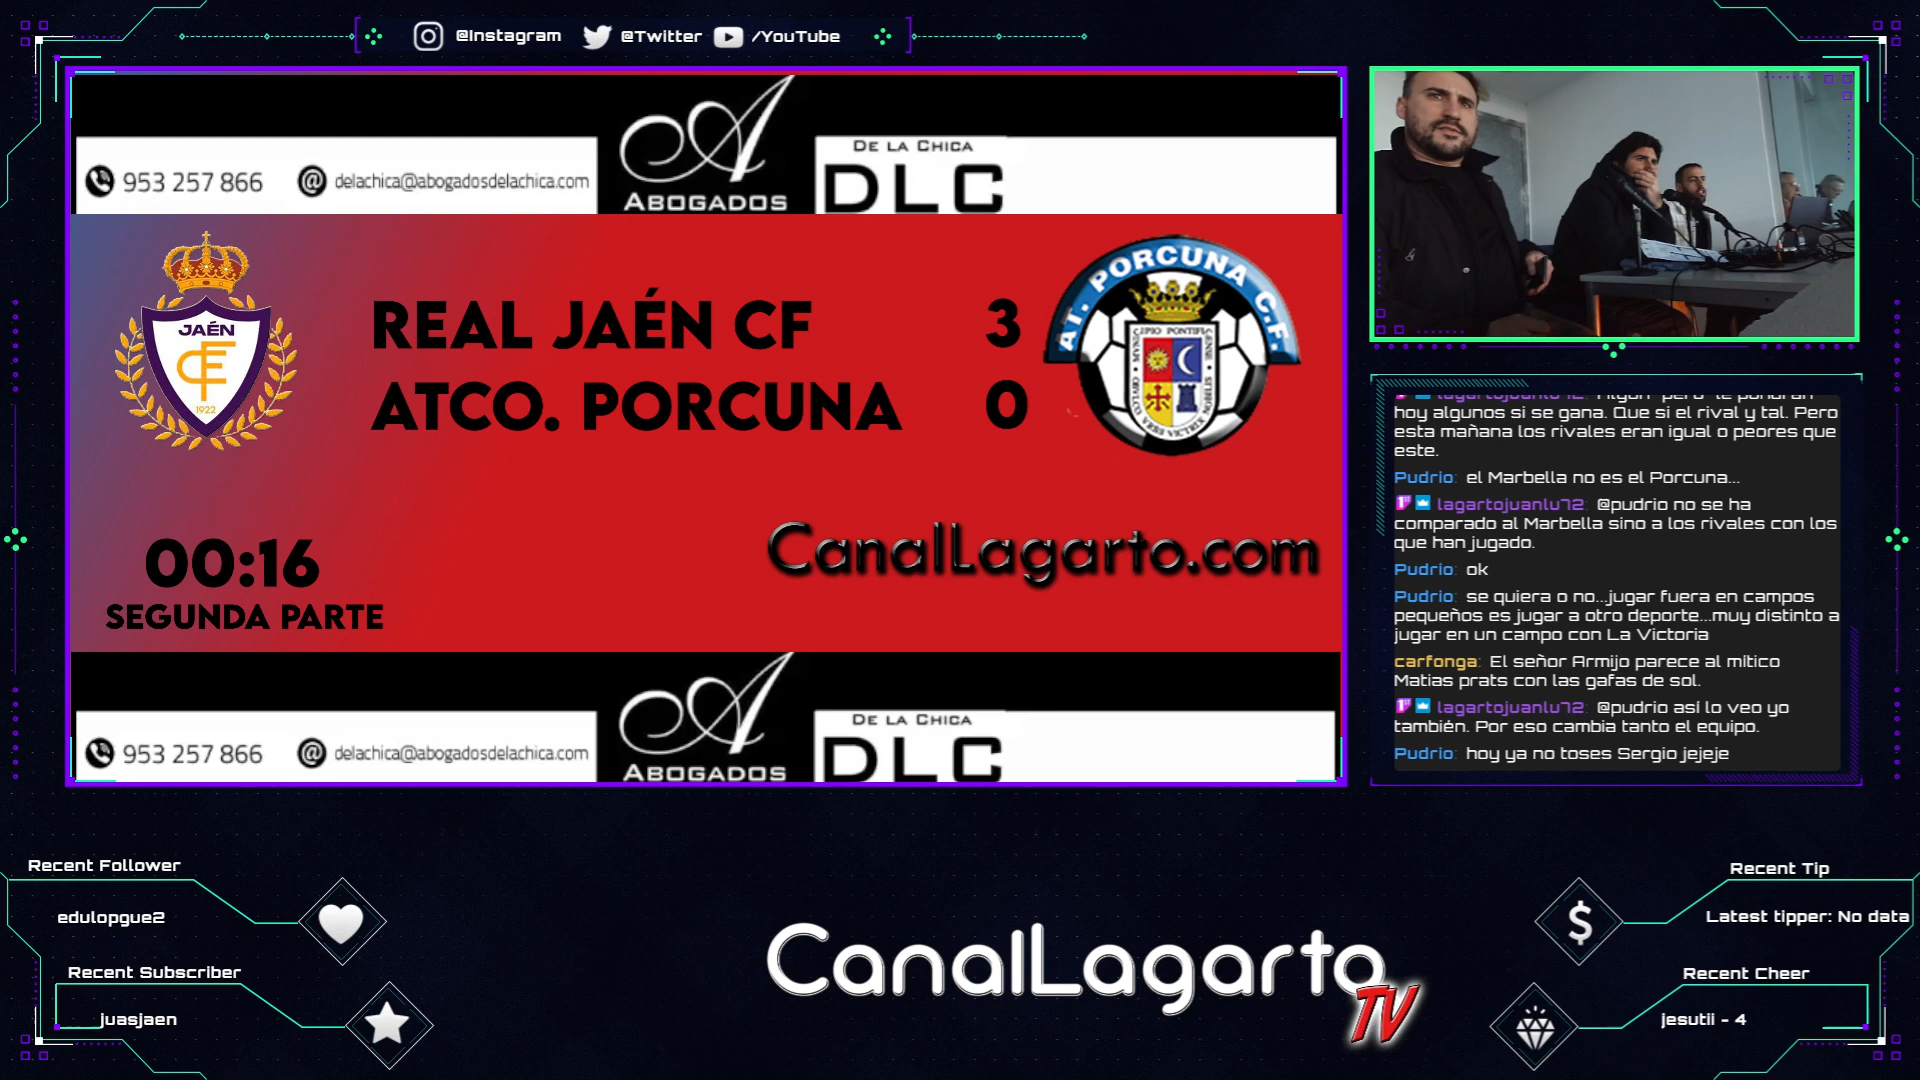 @Instagram @Twitter /YouTube
953 257 866 delachica@abogadosdelachica.com
ABOGADOS
DE LA CHICA
DLC
JAÉN
CF
1922
REAL JAÉN CF 3
ATCO. PORCUNA 0
AT. PORCUNA C.F.
00:16
SEGUNDA PARTE
CanalLagarto.com
953 257 866 delachica@abogadosdelachica.com
ABOGADOS
DE LA CHICA
DLC
hoy algunos si se gana. Que si el rival y tal. Pero
esta mañana los rivales eran igual o peores que
este.
Pudrio: el Marbella no es el Porcuna...
lagartojuanlu72: @pudrio no se ha
comparado al Marbella sino a los rivales con los
que han jugado.
Pudrio: ok
Pudrio: se quiera o no...jugar fuera en campos
pequeños es jugar a otro deporte...muy distinto a
jugar en un campo con La Victoria
carfonga: El señor Armijo parece al mítico
Matias prats con las gafas de sol.
lagartojuanlu72: @pudrio asi lo veo yo
también. Por eso cambia tanto el equipo.
Pudrio: hoy ya no toses Sergio jejeje
Recent Follower
edulopgue2
Recent Subscriber
juasjaen
CanalLagarto
TV
Recent Tip
Latest tipper: No data
Recent Cheer
jesutii - 4